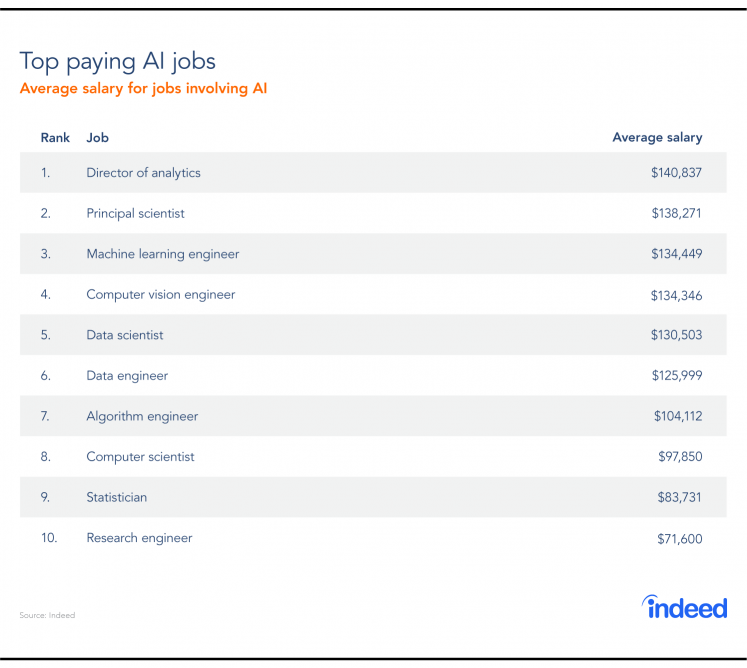 Top paying AI jobs
Average salary for jobs involving AI
Rank Job Average salary
1. Director of analytics $140,837
2. Principal scientist $138,271
3. Machine learning engineer $134,449
4. Computer vision engineer $134,346
5. Data scientist $130,503
6. Data engineer $125,999
7. Algorithm engineer $104,112
8. Computer scientist $97,850
9. Statistician $83,731
10. Research engineer $71,600
Source: Indeed
indeed